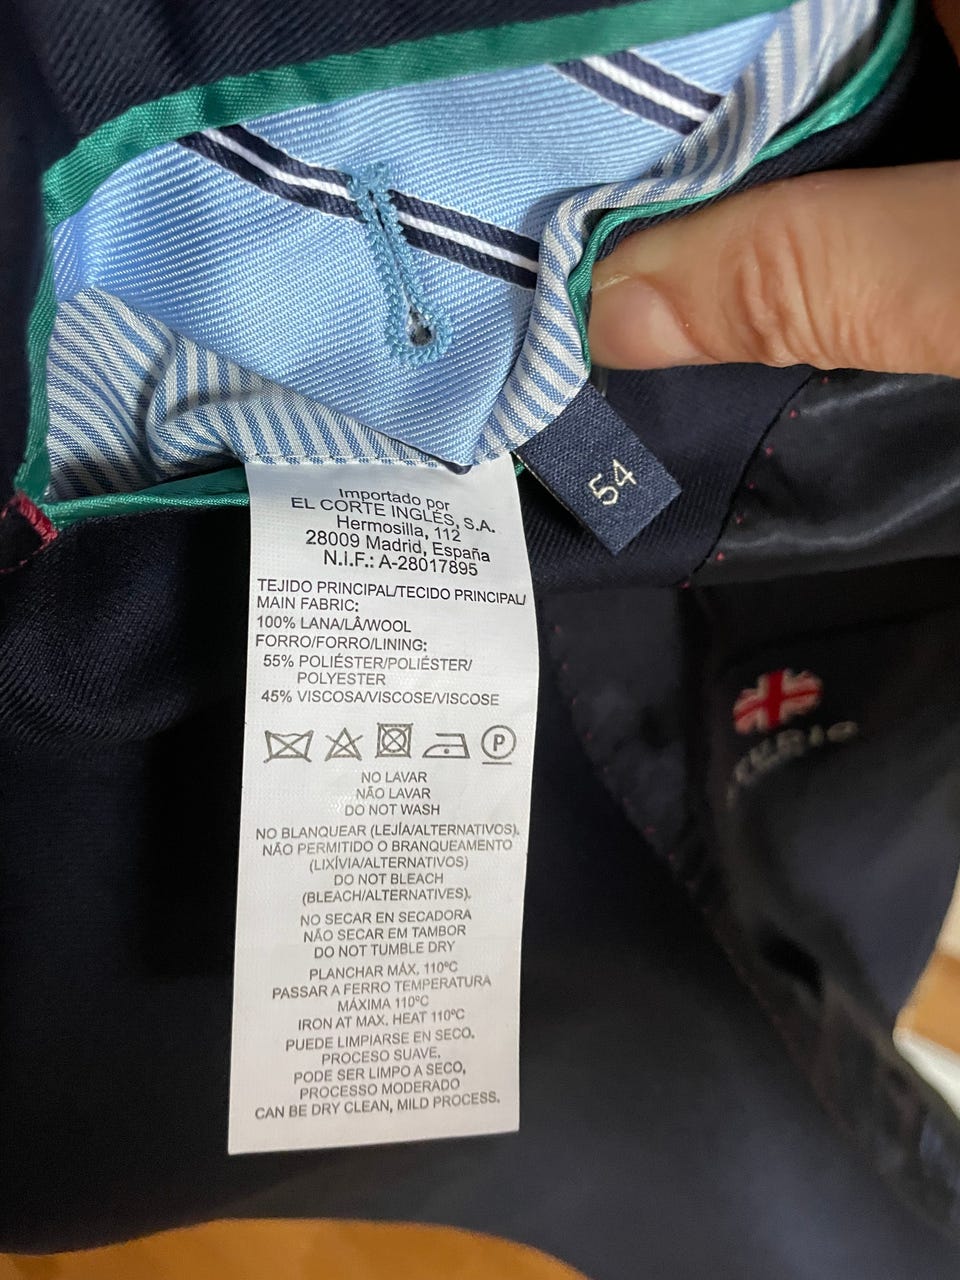 Importado por
EL CORTE INGLÉS, S.A.
Hermosilla, 112
28009 Madrid, España
N.I.F.: A-28017895
TEJIDO PRINCIPAL/TECIDO PRINCIPAL/
MAIN FABRIC:
100% LANA/LÂ/WOOL
FORRO/FORRO/LINING:
55% POLIÉSTER/POLIÉSTER/
POLYESTER
45% VISCOSA/VISCOSE/VISCOSE
P
NO LAVAR
NÃO LAVAR
DO NOT WASH
NO BLANQUEAR (LEJÍA/ALTERNATIVOS).
NÃO PERMITIDO O BRANQUEAMENTO
(LIXÍVIA/ALTERNATIVOS)
DO NOT BLEACH
(BLEACH/ALTERNATIVES).
NO SECAR EN SECADORA
NÃO SECAR EM TAMBOR
DO NOT TUMBLE DRY
PLANCHAR MÁX. 110ºC
PASSAR A FERRO TEMPERATURA
MÁXIMA 110ºC
IRON AT MAX. HEAT 110ºC
PUEDE LIMPIARSE EN SECO.
PROCESO SUAVE.
PODE SER LIMPO A SECO,
PROCESSO MODERADO
CAN BE DRY CLEAN, MILD PROCESS.
54